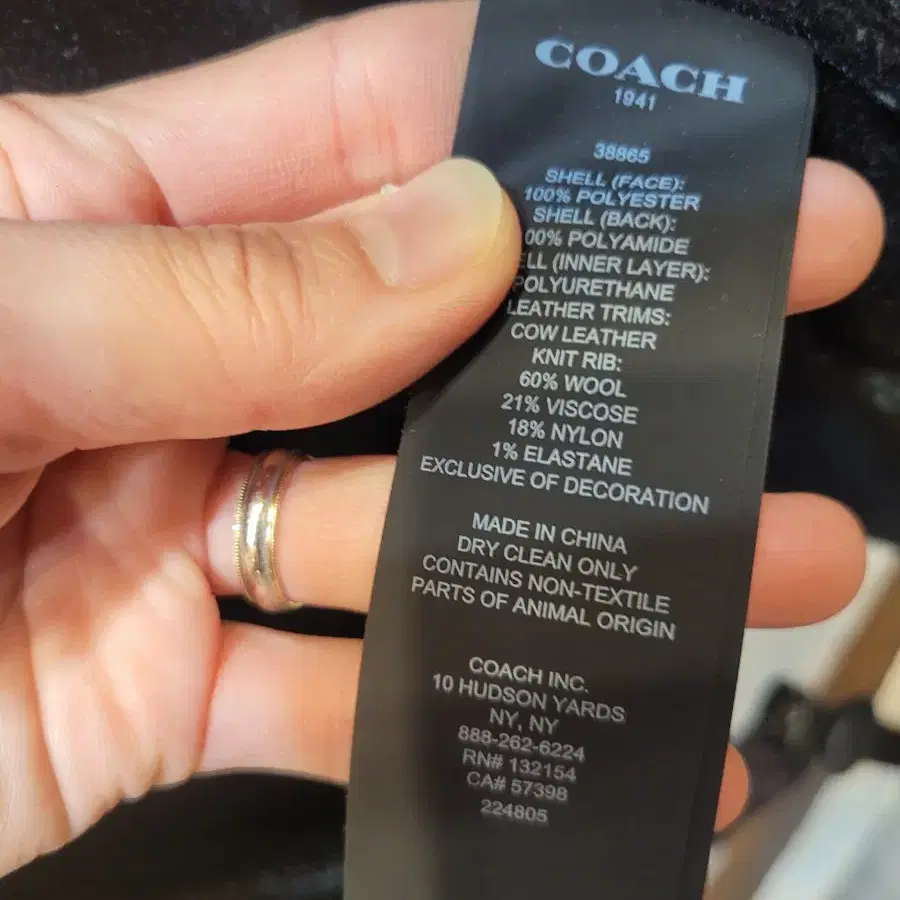 COACH
1941
38865
SHELL (FACE):
100% POLYESTER
SHELL (BACK):
00% POLYAMIDE
LL (INNER LAYER):
POLYURETHANE
LEATHER TRIMS:
COW LEATHER
KNIT RIB:
60% WOOL
21% VISCOSE
18% NYLON
1% ELASTANE
EXCLUSIVE OF DECORATION
MADE IN CHINA
DRY CLEAN ONLY
CONTAINS NON-TEXTILE
PARTS OF ANIMAL ORIGIN
COACH INC.
10 HUDSON YARDS
NY, NY
888-262-6224
RN# 132154
CA# 57398
224805